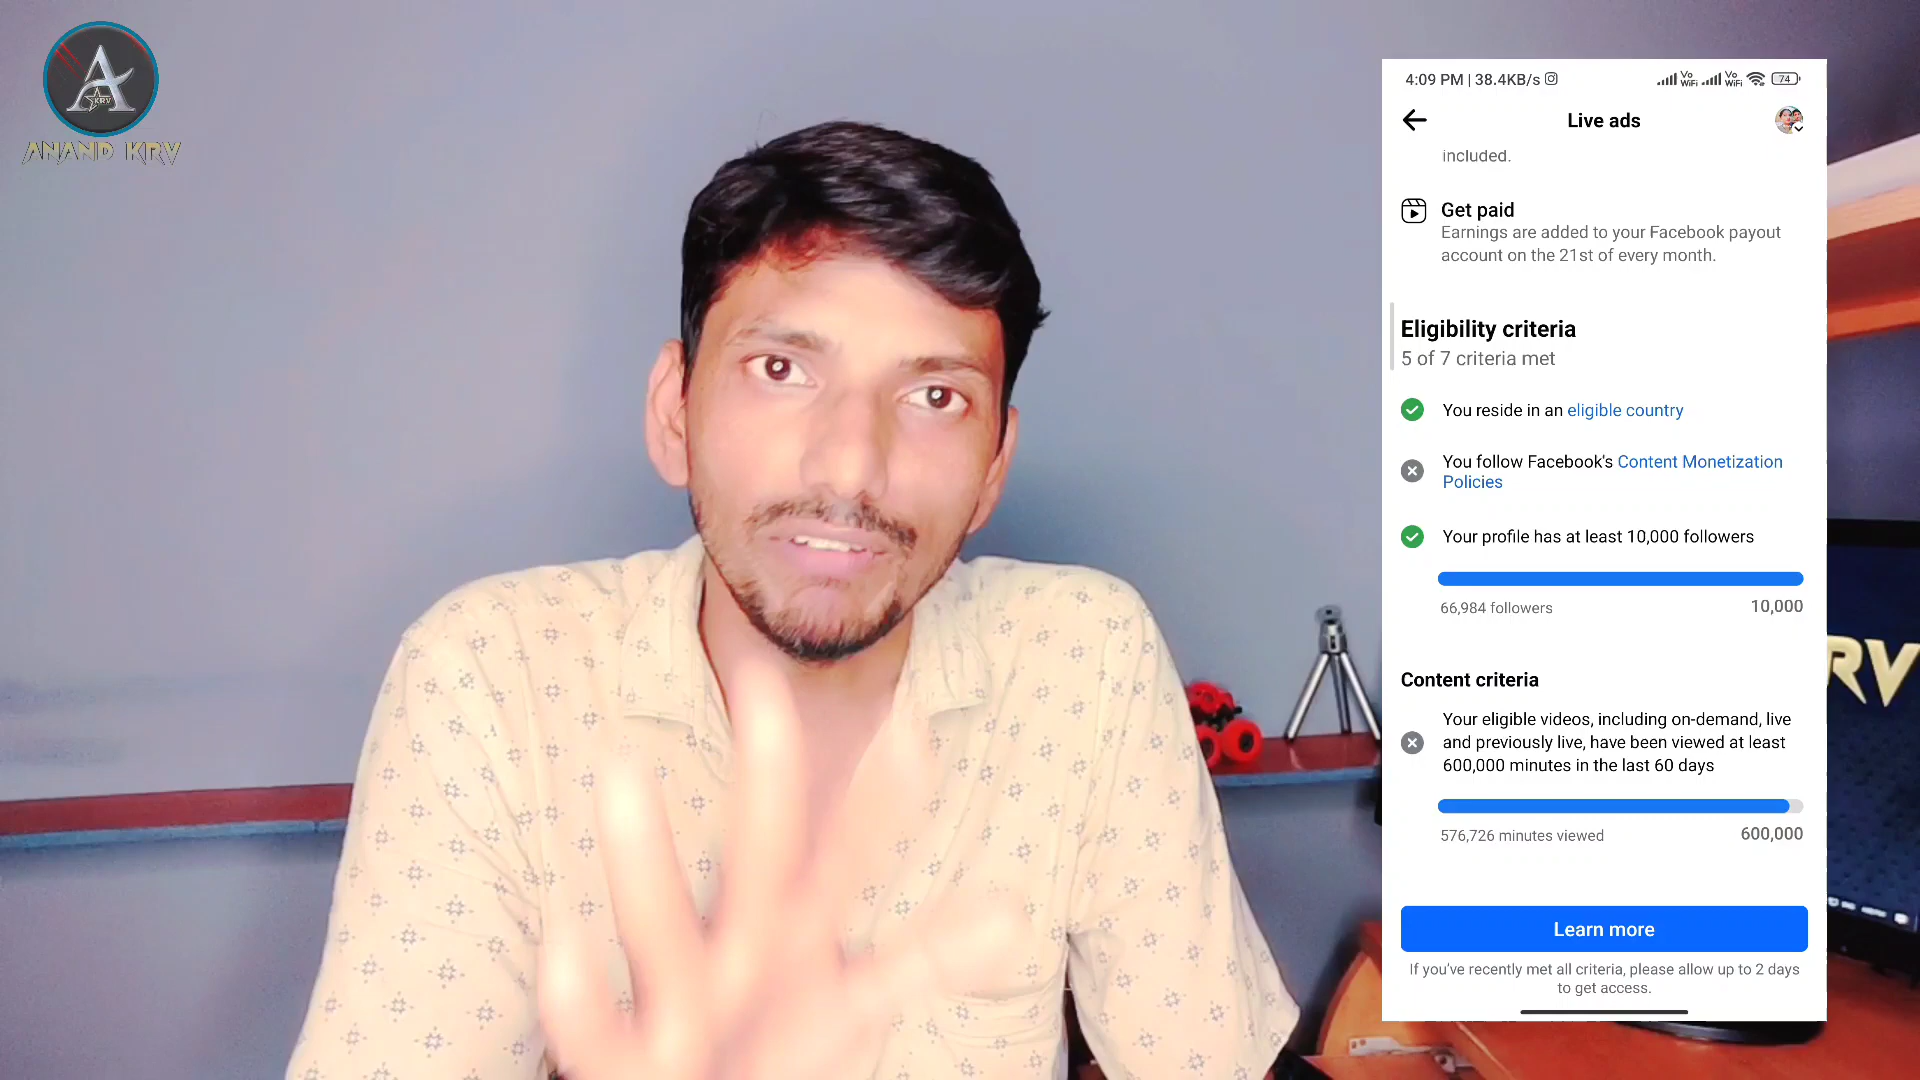 A
KRV
ANAND KRV
4:09 PM | 38.4KB/s
Vo WiFi
Vo WiFi
74
Live ads
included.
Get paid
Earnings are added to your Facebook payout
account on the 21st of every month.
Eligibility criteria
5 of 7 criteria met
You reside in an eligible country
You follow Facebook's Content Monetization
Policies
Your profile has at least 10,000 followers
66,984 followers
10,000
Content criteria
Your eligible videos, including on-demand, live
and previously live, have been viewed at least
600,000 minutes in the last 60 days
576,726 minutes viewed
600,000
Learn more
If you've recently met all criteria, please allow up to 2 days
to get access.
RV